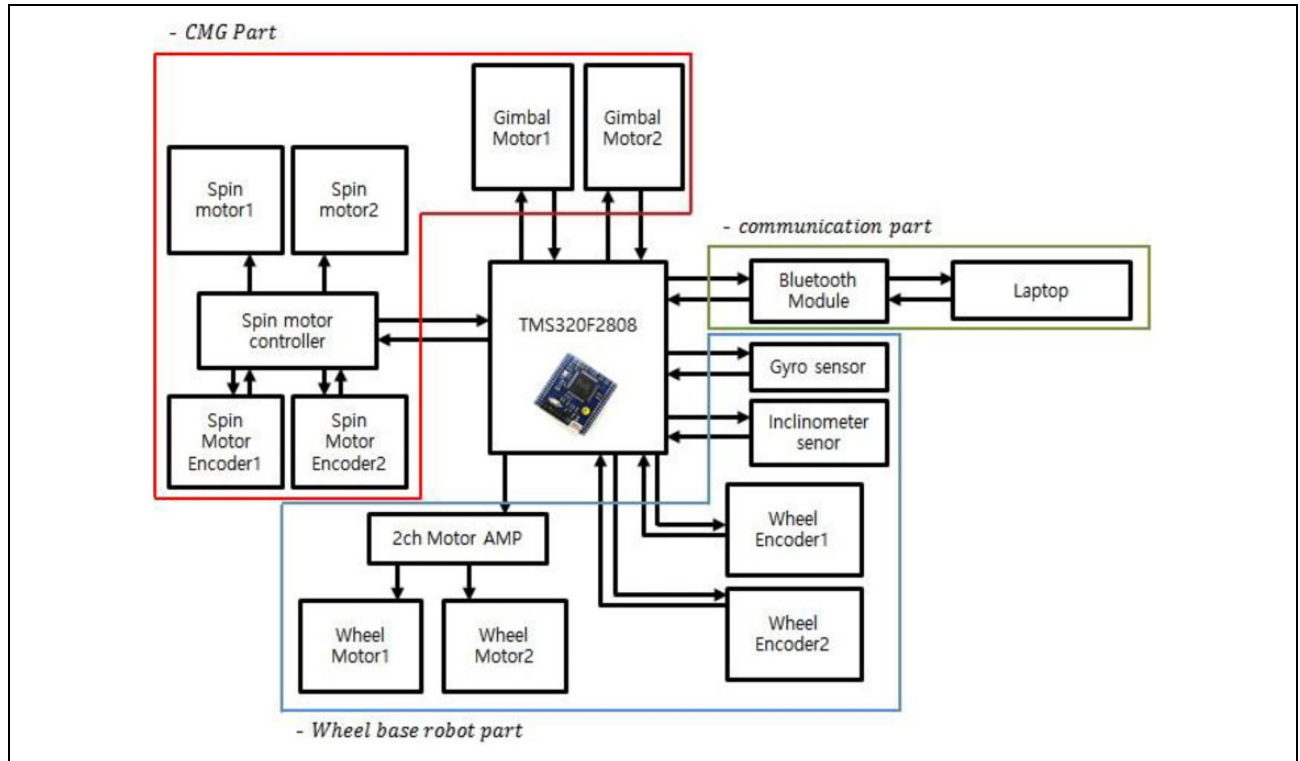 - CMG Part
Gimbal
Motor1
Gimbal
Motor2
Spin
motor1
Spin
motor2
- communication part
Bluetooth
Module
Laptop
Spin motor
controller
TMS320F2808
Gyro sensor
Inclinometer
senor
Spin
Motor
Encoder1
Spin
Motor
Encoder2
2ch Motor AMP
Wheel
Encoder1
Wheel
Encoder2
Wheel
Motor1
Wheel
Motor2
- Wheel base robot part